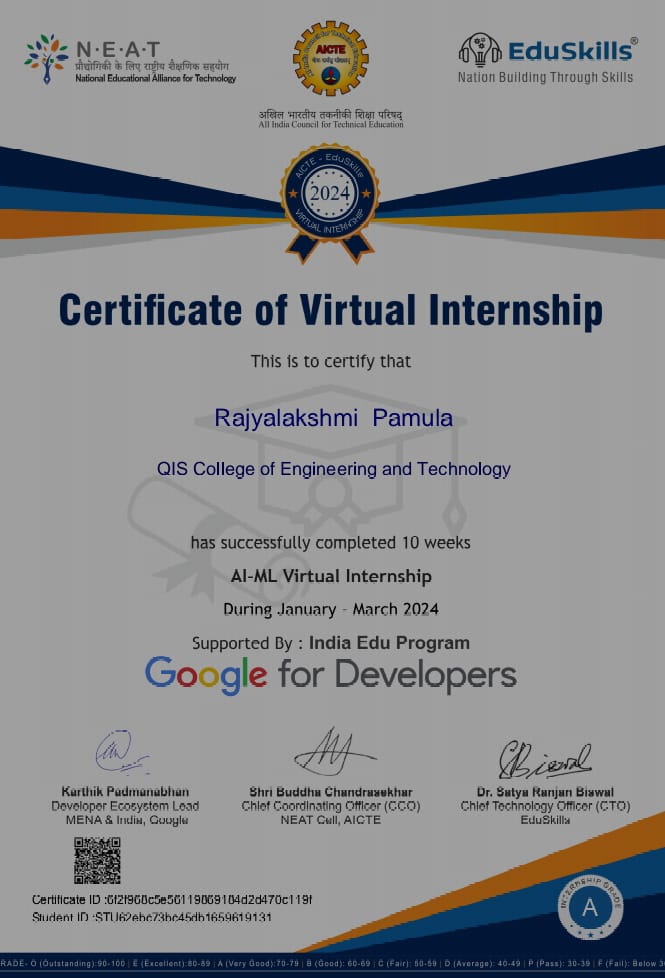 N·E·A·T
प्रौद्योगिकी के लिए राष्ट्रीय शैक्षणिक सहयोग
National Educational Alliance for Technology
AICTE
अखिल भारतीय तकनीकी शिक्षा परिषद्
All India Council for Technical Education
EduSkills®
Nation Building Through Skills
AICTE - EduSkills
2024
VIRTUAL INTERNSHIP
Certificate of Virtual Internship
This is to certify that
Rajyalakshmi Pamula
QIS College of Engineering and Technology
has successfully completed 10 weeks
AI-ML Virtual Internship
During January - March 2024
Supported By : India Edu Program
Google for Developers
Karthik Padmanabhan
Developer Ecosystem Lead
MENA & India, Google
Shri Buddha Chandrasekhar
Chief Coordinating Officer (CCO)
NEAT Cell, AICTE
Dr. Satya Ranjan Biswal
Chief Technology Officer (CTO)
EduSkills
Certificate ID :6f2f968c5e56119869184d2d470c119f
Student ID :STU62ebc73bc45db1659619131
INTERNSHIP GRADE
A
RADE- O (Outstanding):90-100 | E (Excellent):80-89 | A (Very Good):70-79 | B (Good): 60-69 | C (Fair): 50-59 | D (Average): 40-49 | P (Pass): 30-39 | F (Fail): Below 3